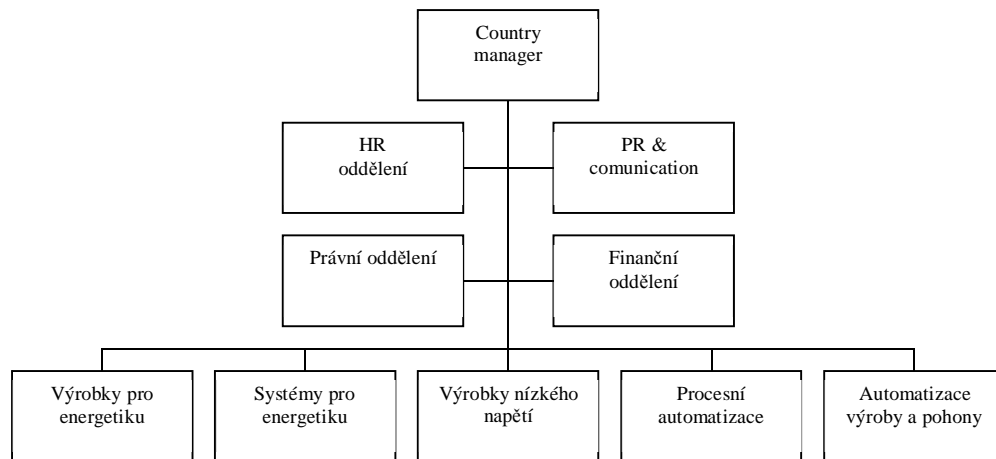 Country
manager
HR
oddělení
PR &
comunication
Právní oddělení
Finanční
oddělení
Výrobky pro
energetiku
Systémy pro
energetiku
Výrobky nízkého
napětí
Procesní
automatizace
Automatizace
výroby a pohony